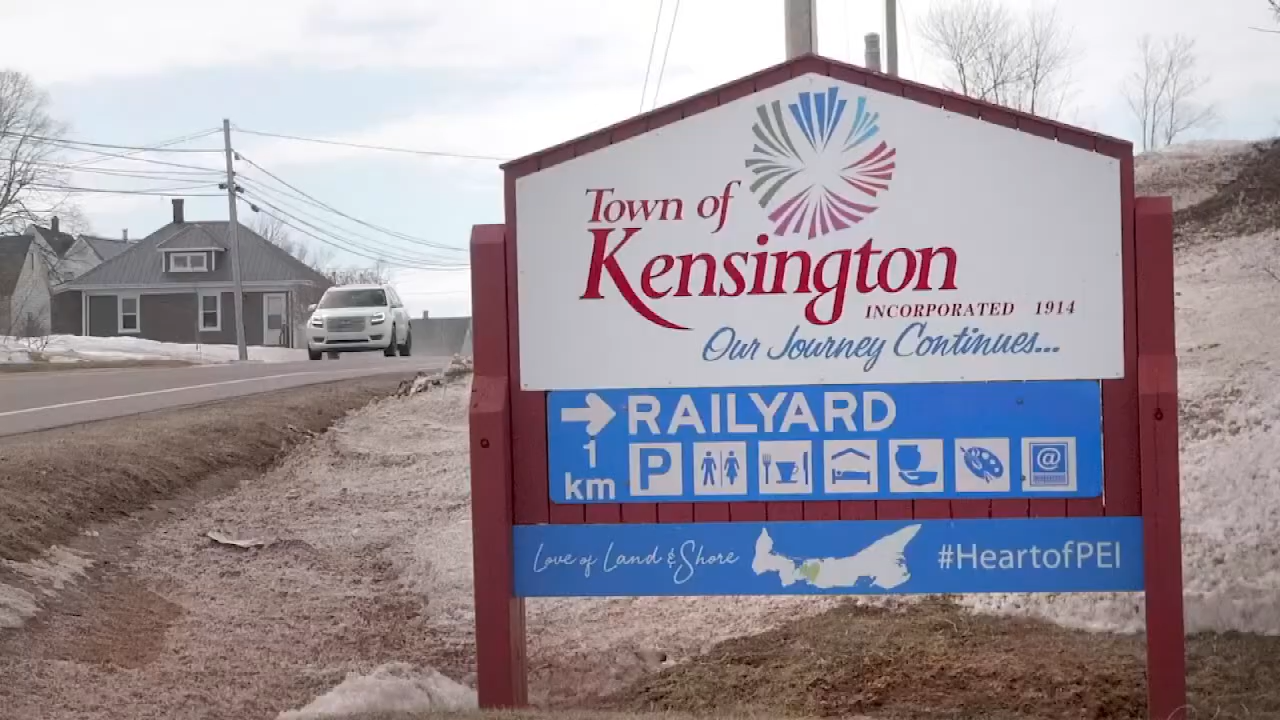 Town of
Kensington
INCORPORATED 1914
Our Journey Continues...
RAILYARD
1
km
P
@
Love of Land & Shore
#HeartofPEI